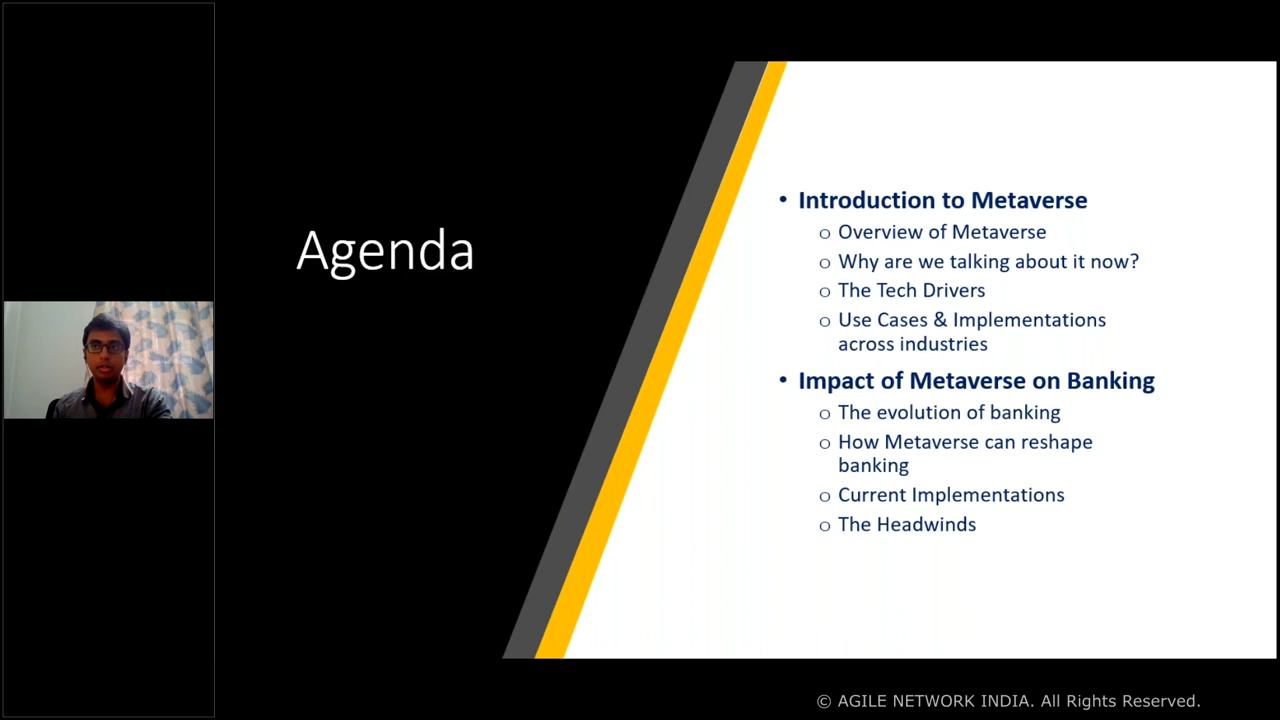 Agenda
• Introduction to Metaverse
o Overview of Metaverse
o Why are we talking about it now?
o The Tech Drivers
o Use Cases & Implementations
across industries
• Impact of Metaverse on Banking
o The evolution of banking
o How Metaverse can reshape
banking
o Current Implementations
o The Headwinds
© AGILE NETWORK INDIA. All Rights Reserved.